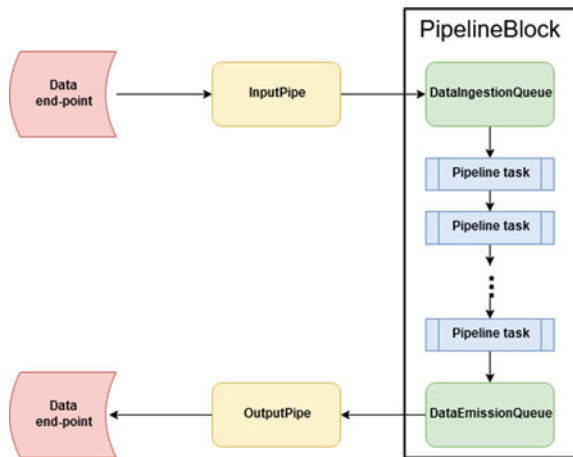 PipelineBlock
Data
end-point
InputPipe
DataIngestionQueue
Pipeline task
Pipeline task
Pipeline task
Data
end-point
OutputPipe
DataEmissionQueue